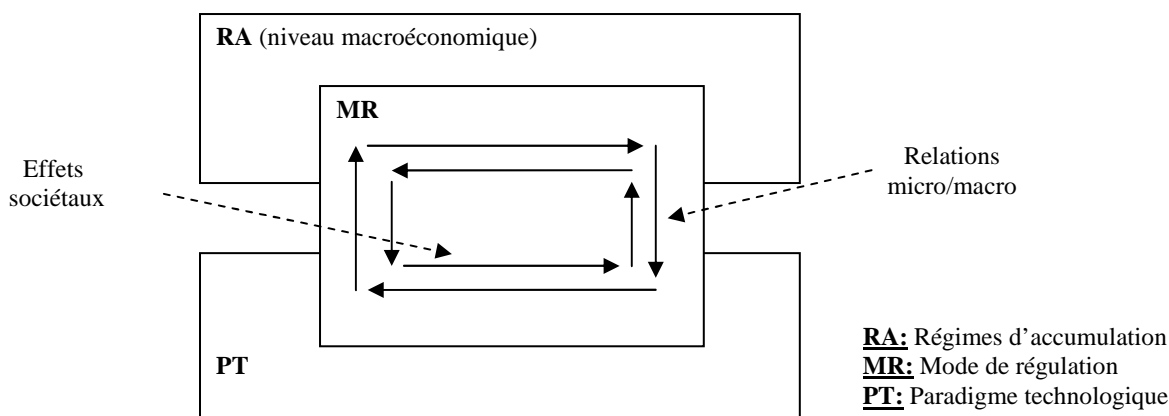 RA (niveau macroéconomique)
MR
Effets
sociétaux
Relations
micro/macro
PT
RA: Régimes d’accumulation
MR: Mode de régulation
PT: Paradigme technologique